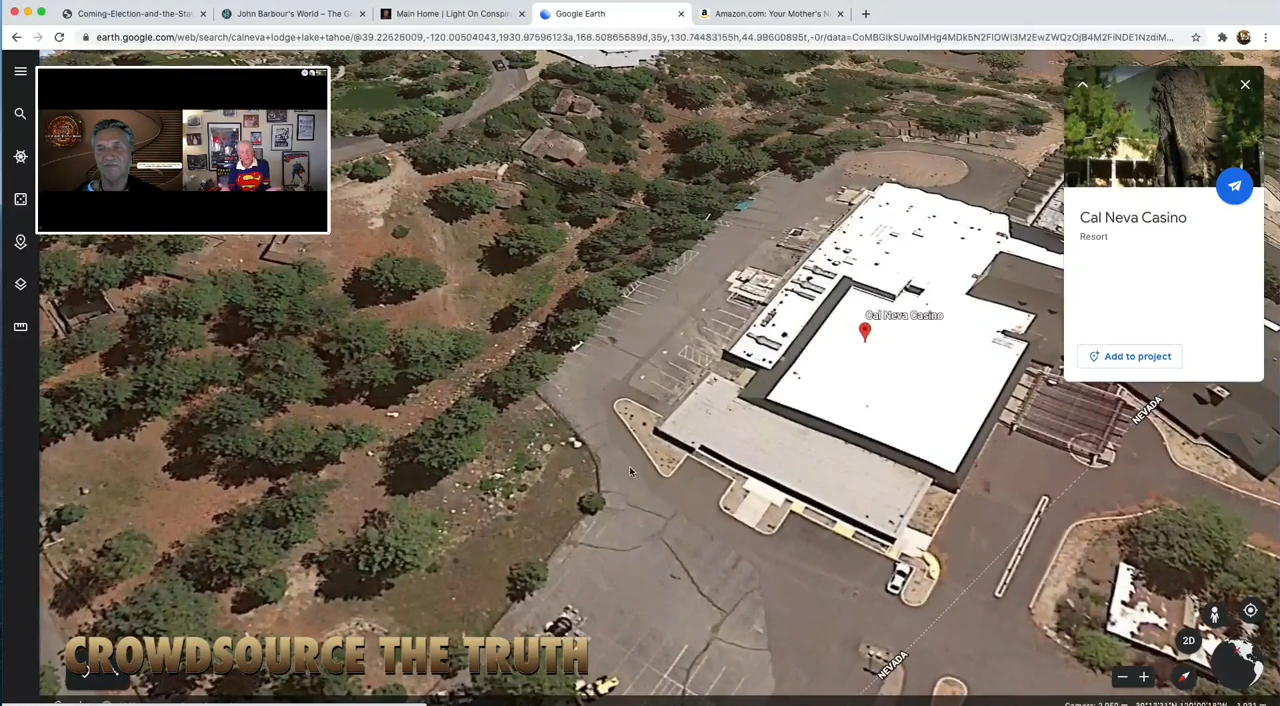 Coming-Election-and-the-Sta
John Barbour's World – The G
Main Home | Light On Conspir
Google Earth
Amazon.com: Your Mother's N
earth.google.com/web/search/calneva+lodge+lake+tahoe/@39.22526009,-120.00504043,1930.97596123a,168.50865689d,35y,130.74483155h,44.99600895t,-0r/data=
Cal Neva Casino
Resort
Add to project
Cal Neva Casino
NEVADA
NEVADA
2D
CROWDSOURCE THE TRUTH